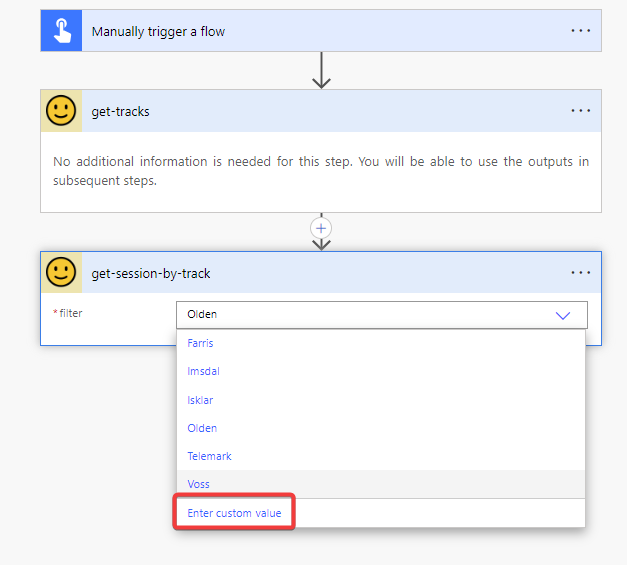 Manually trigger a flow
get-tracks
No additional information is needed for this step. You will be able to use the outputs in
subsequent steps.
get-session-by-track
*filter
Olden
Farris
Imsdal
Isklar
Olden
Telemark
Voss
Enter custom value